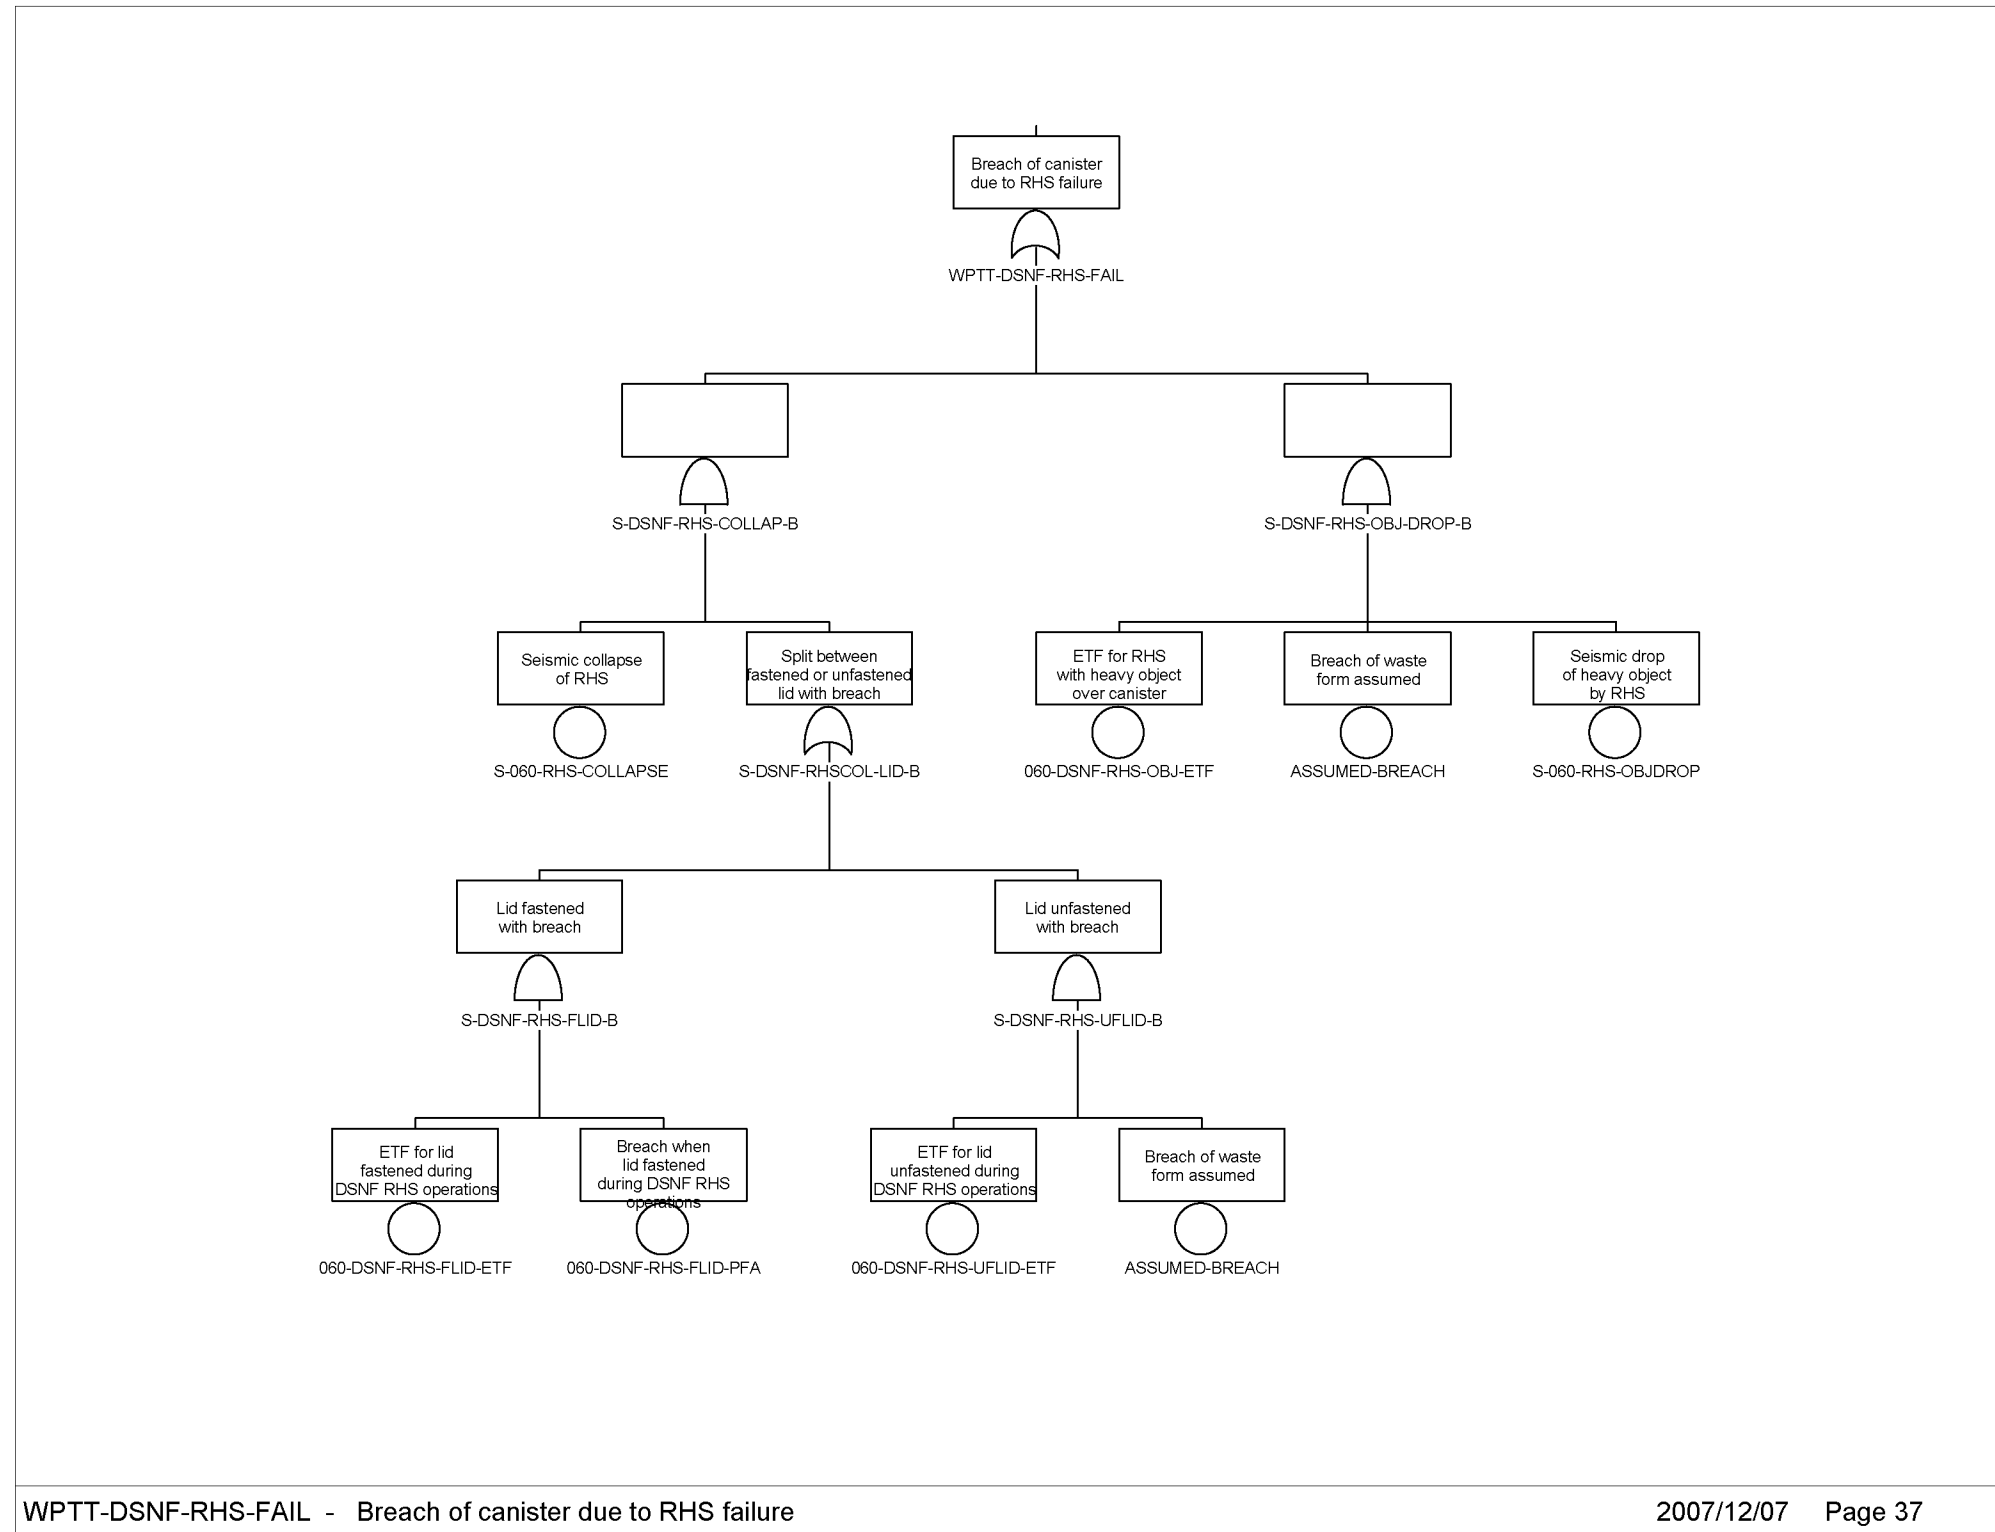 Breach of canister
due to RHS failure
WPTT-DSNF-RHS-FAIL
S-DSNF-RHS-COLLAP-B
S-DSNF-RHS-OBJ-DROP-B
Seismic collapse
of RHS
S-060-RHS-COLLAPSE
Split between
fastened or unfastened
lid with breach
S-DSNF-RHSCOL-LID-B
ETF for RHS
with heavy object
over canister
060-DSNF-RHS-OBJ-ETF
Breach of waste
form assumed
ASSUMED-BREACH
Seismic drop
of heavy object
by RHS
S-060-RHS-OBJDROP
Lid fastened
with breach
S-DSNF-RHS-FLID-B
Lid unfastened
with breach
S-DSNF-RHS-UFLID-B
ETF for lid
fastened during
DSNF RHS operations
060-DSNF-RHS-FLID-ETF
Breach when
lid fastened
during DSNF RHS
operations
060-DSNF-RHS-FLID-PFA
ETF for lid
unfastened during
DSNF RHS operations
060-DSNF-RHS-UFLID-ETF
Breach of waste
form assumed
ASSUMED-BREACH
WPTT-DSNF-RHS-FAIL - Breach of canister due to RHS failure
2007/12/07 Page 37